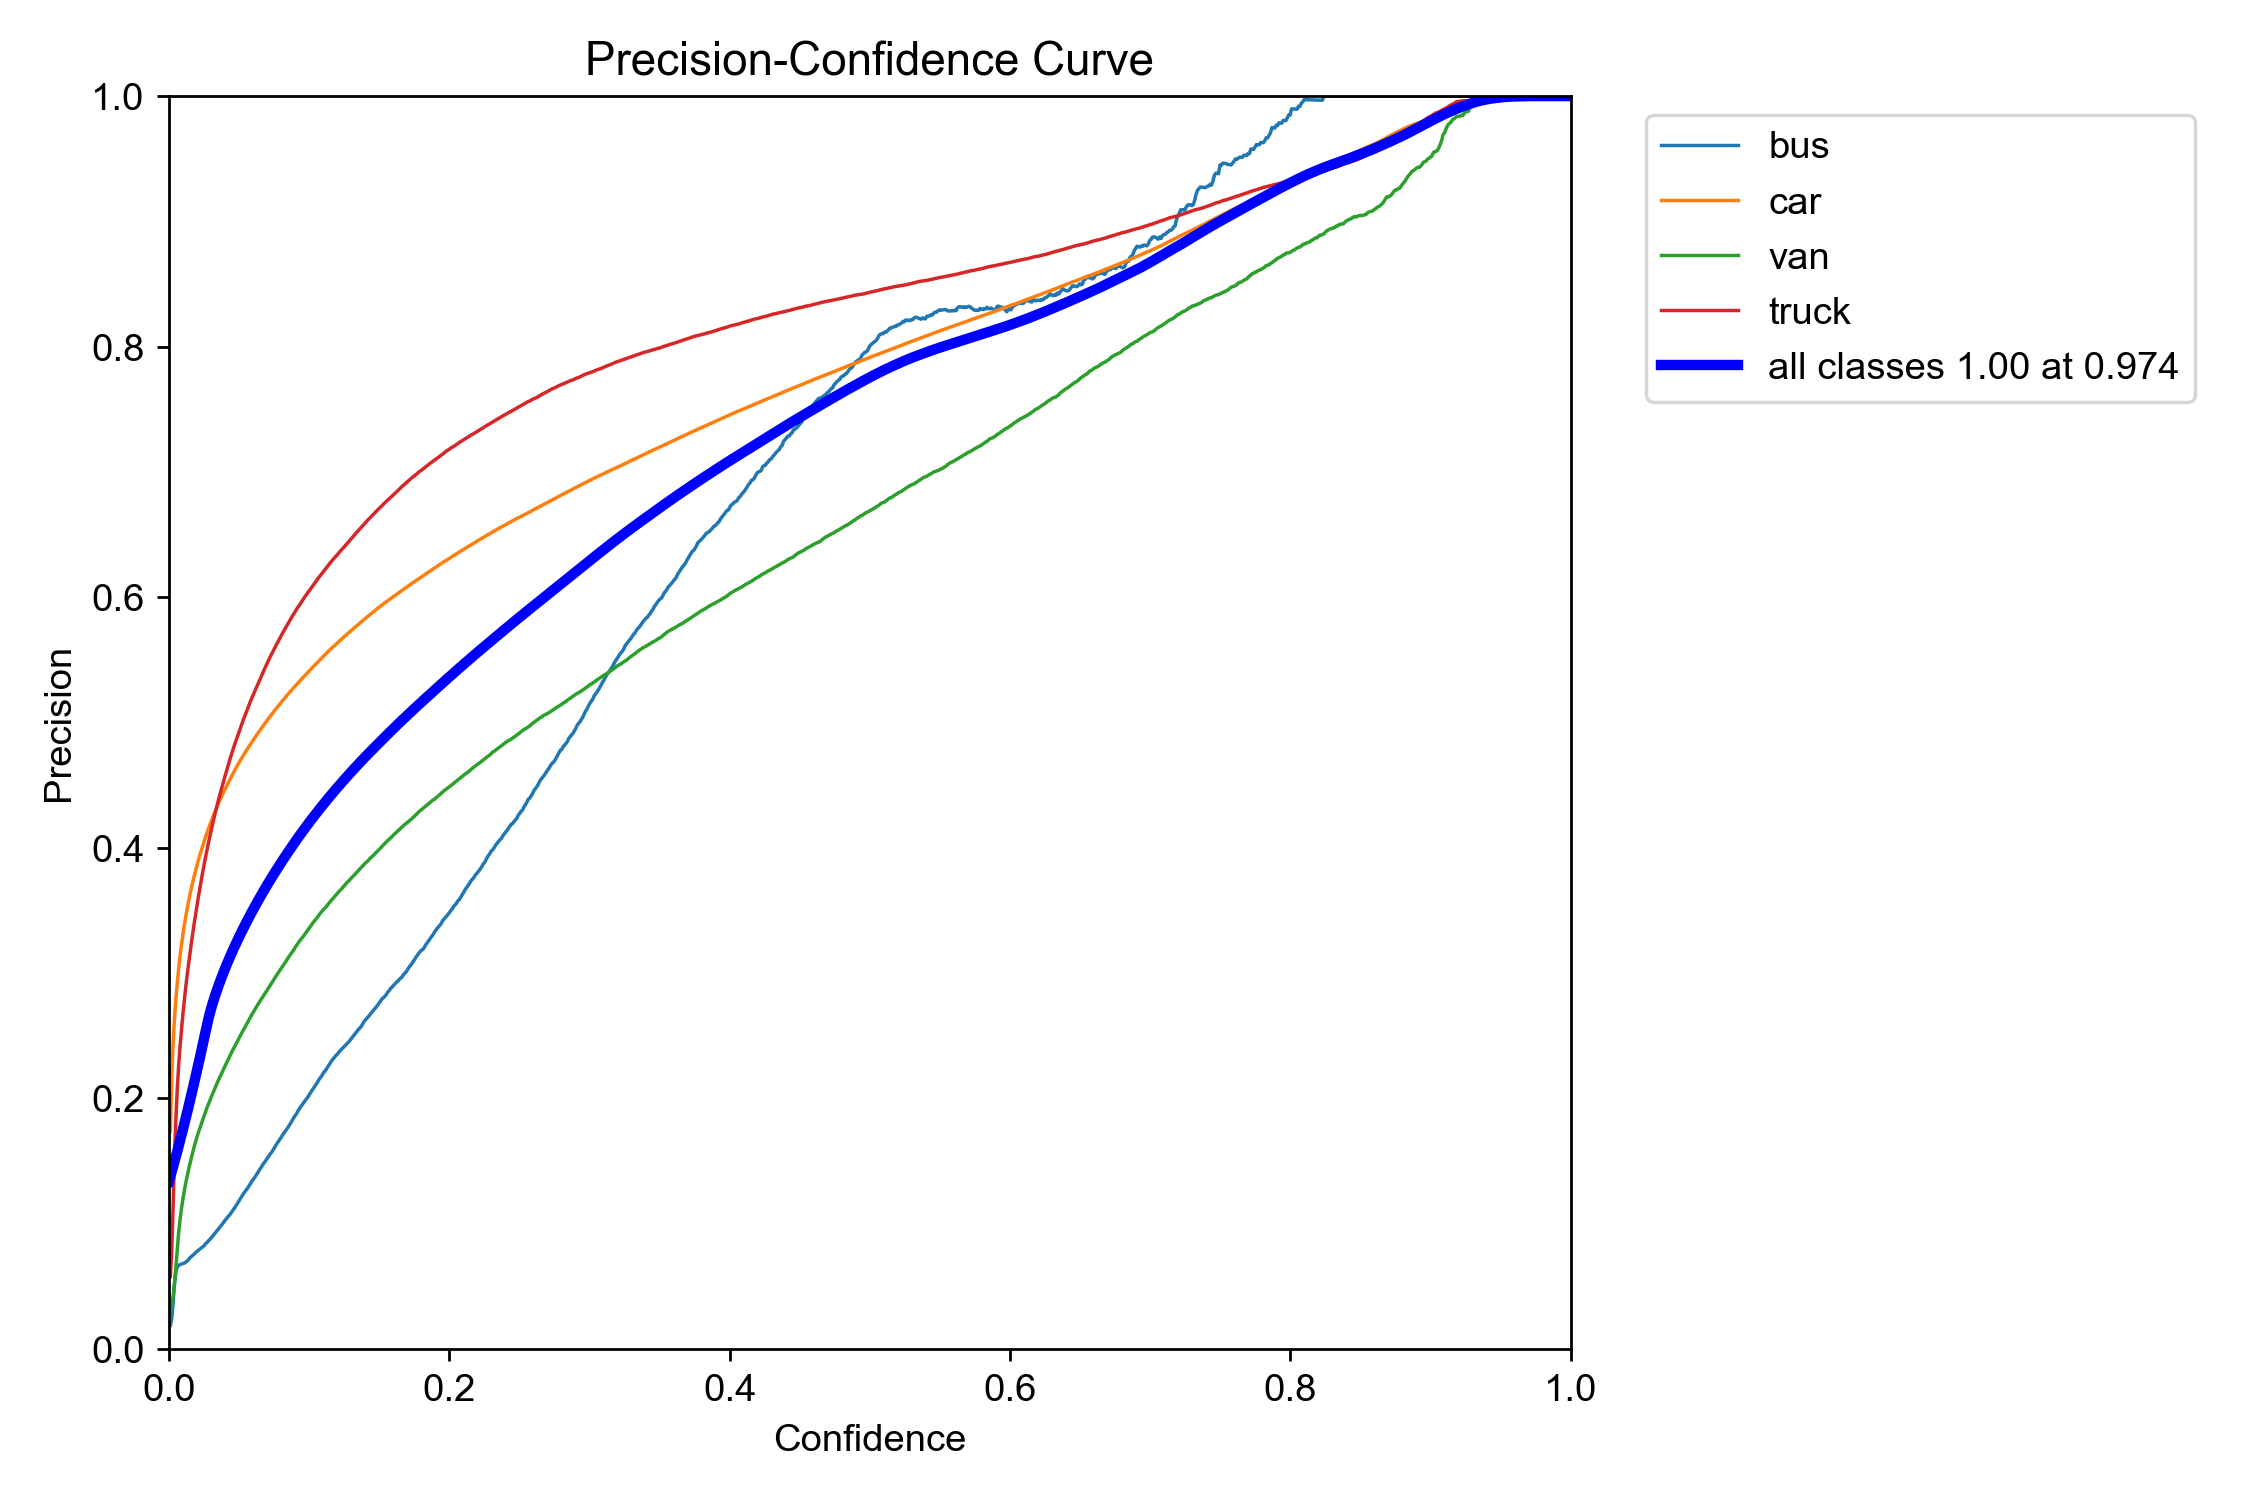 Precision-Confidence Curve
1.0
0.8
0.6
0.4
0.2
0.0
Precision
0.0 0.2 0.4 0.6 0.8 1.0
Confidence
bus
car
van
truck
all classes 1.00 at 0.974